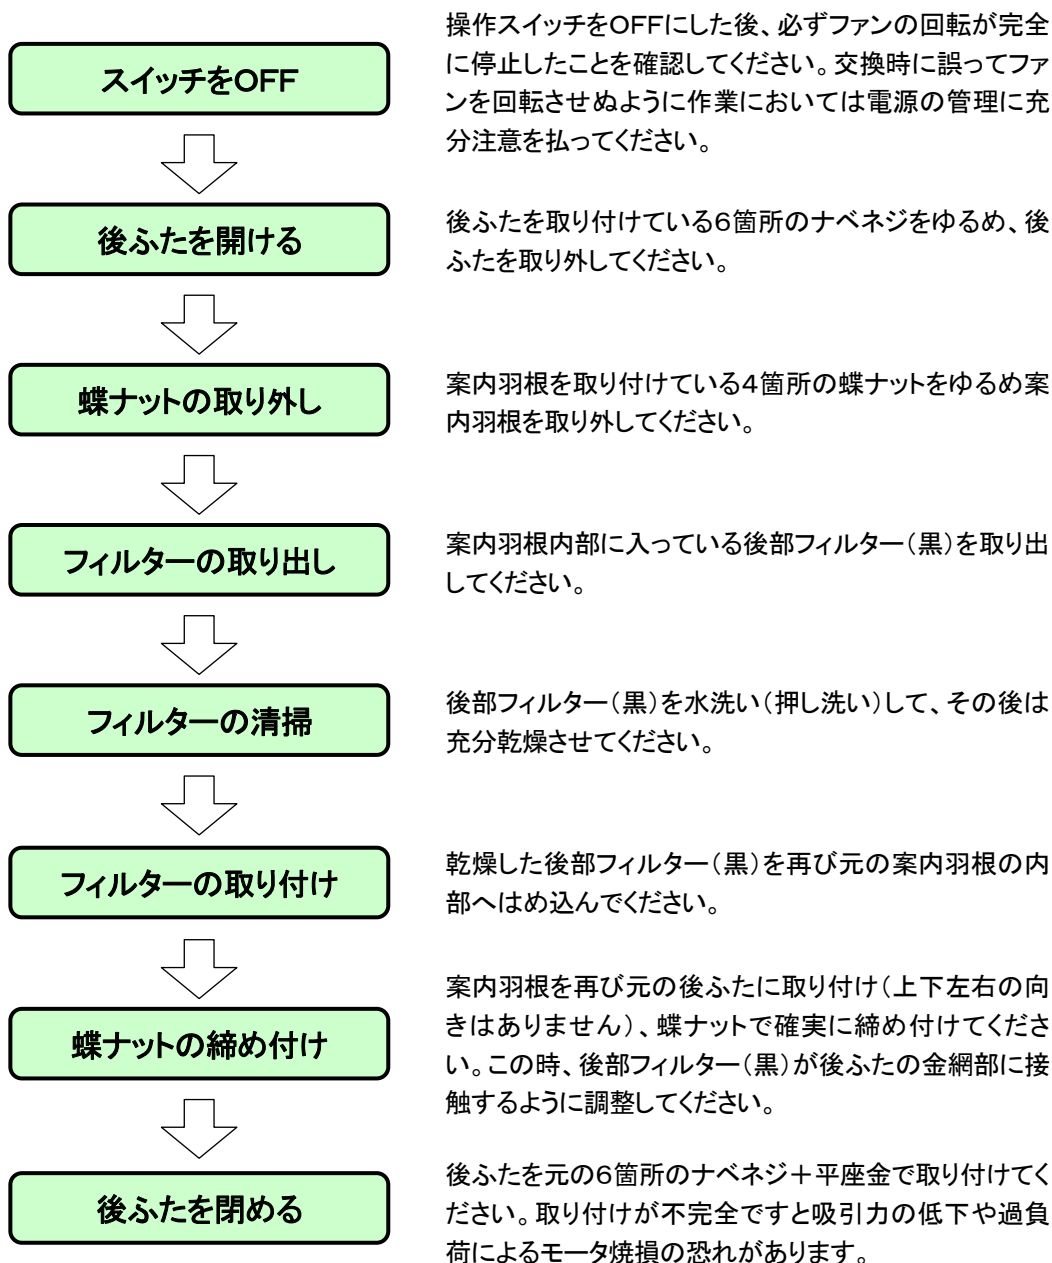 スイッチをOFF
操作スイッチをOFFにした後、必ずファンの回転が完全
に停止したことを確認してください。交換時に誤ってファ
ンを回転させぬように作業においては電源の管理に充
分注意を払ってください。
後ふたを開ける
後ふたを取り付けている6箇所のナベネジをゆるめ、後
ふたを取り外してください。
蝶ナットの取り外し
案内羽根を取り付けている4箇所の蝶ナットをゆるめ案
内羽根を取り外してください。
フィルターの取り出し
案内羽根内部に入っている後部フィルター(黒)を取り出
してください。
フィルターの清掃
後部フィルター(黒)を水洗い(押し洗い)して、その後は
充分乾燥させてください。
フィルターの取り付け
乾燥した後部フィルター(黒)を再び元の案内羽根の内
部へはめ込んでください。
蝶ナットの締め付け
案内羽根を再び元の後ふたに取り付け(上下左右の向
きはありません)、蝶ナットで確実に締め付けてくださ
い。この時、後部フィルター(黒)が後ふたの金網部に接
触するように調整してください。
後ふたを閉める
後ふたを元の6箇所のナベネジ+平座金で取り付けてく
ださい。取り付けが不完全ですと吸引力の低下や過負
荷によるモータ焼損の恐れがあります。